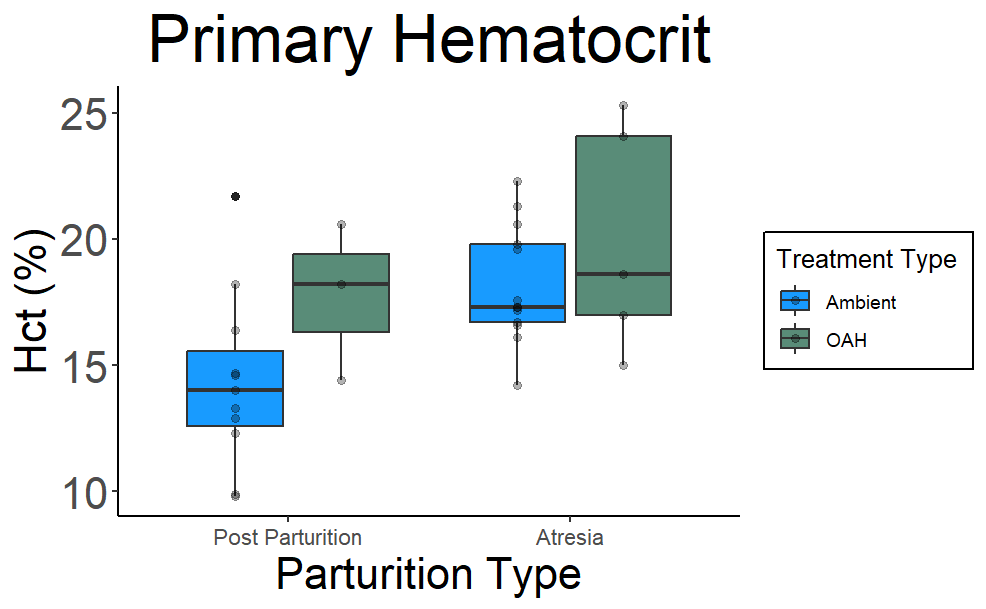 Primary Hematocrit
Hct (%)
25
20
15
10
Post Parturition
Atresia
Parturition Type
Treatment Type
Ambient
OAH